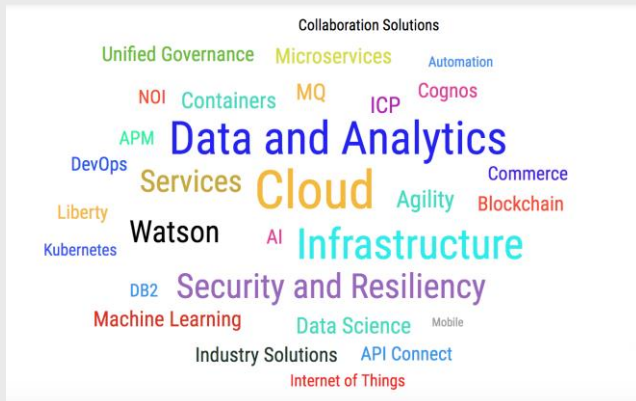 Collaboration Solutions
Unified Governance Microservices Automation
NOI Containers MQ ICP Cognos
APM Data and Analytics
DevOps Services Cloud Agility Commerce
Liberty Blockchain
Kubernetes Watson AI Infrastructure
DB2 Security and Resiliency
Machine Learning Data Science Mobile
Industry Solutions API Connect
Internet of Things